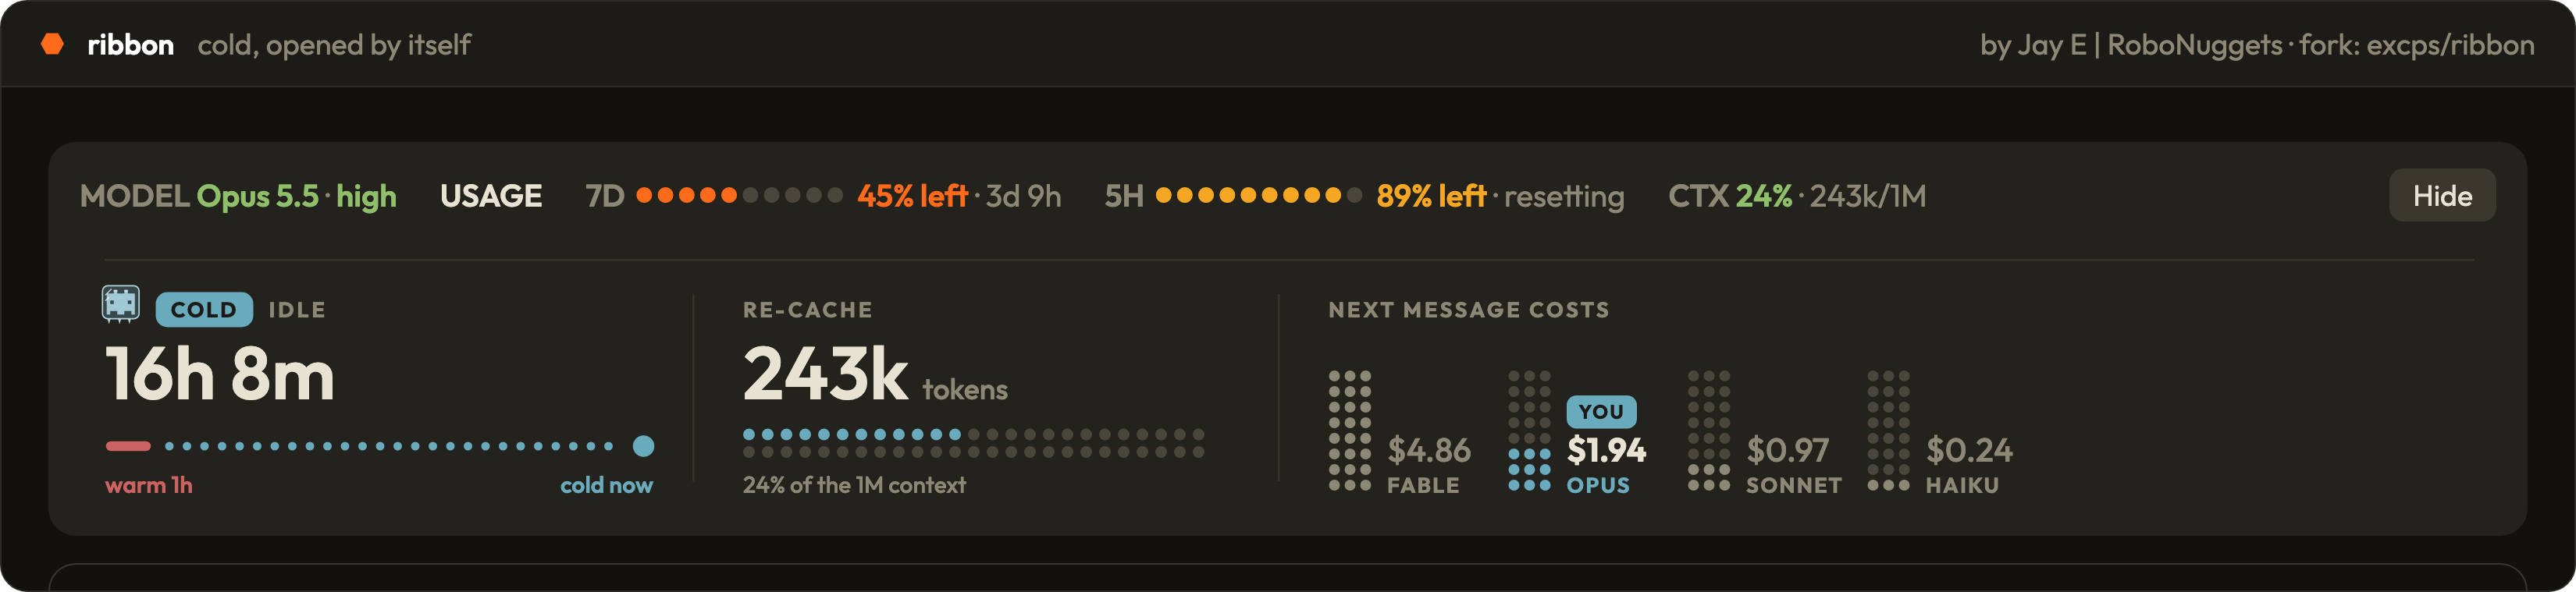 ribbon cold, opened by itself
by Jay E | RoboNuggets · fork: excps/ribbon
MODEL Opus 5.5 · high USAGE 7D 45% left · 3d 9h 5H 89% left · resetting CTX 24% · 243k/1M Hide
COLD IDLE
16h 8m
warm 1h cold now
RE-CACHE
243k tokens
24% of the 1M context
NEXT MESSAGE COSTS
$4.86
FABLE
YOU
$1.94
OPUS
$0.97
SONNET
$0.24
HAIKU